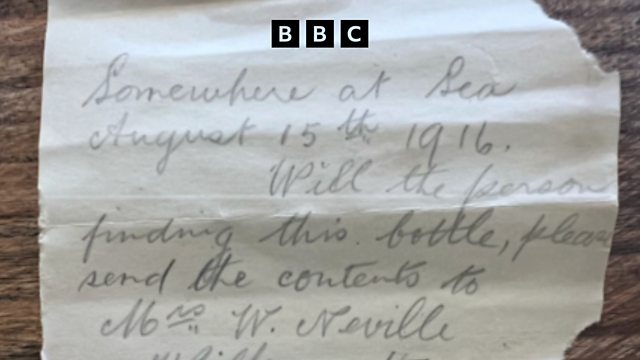 BBC
Somewhere at Sea
August 15th 1916.
Will the person
finding this bottle, please
send the contents to
Mrs W. Neville